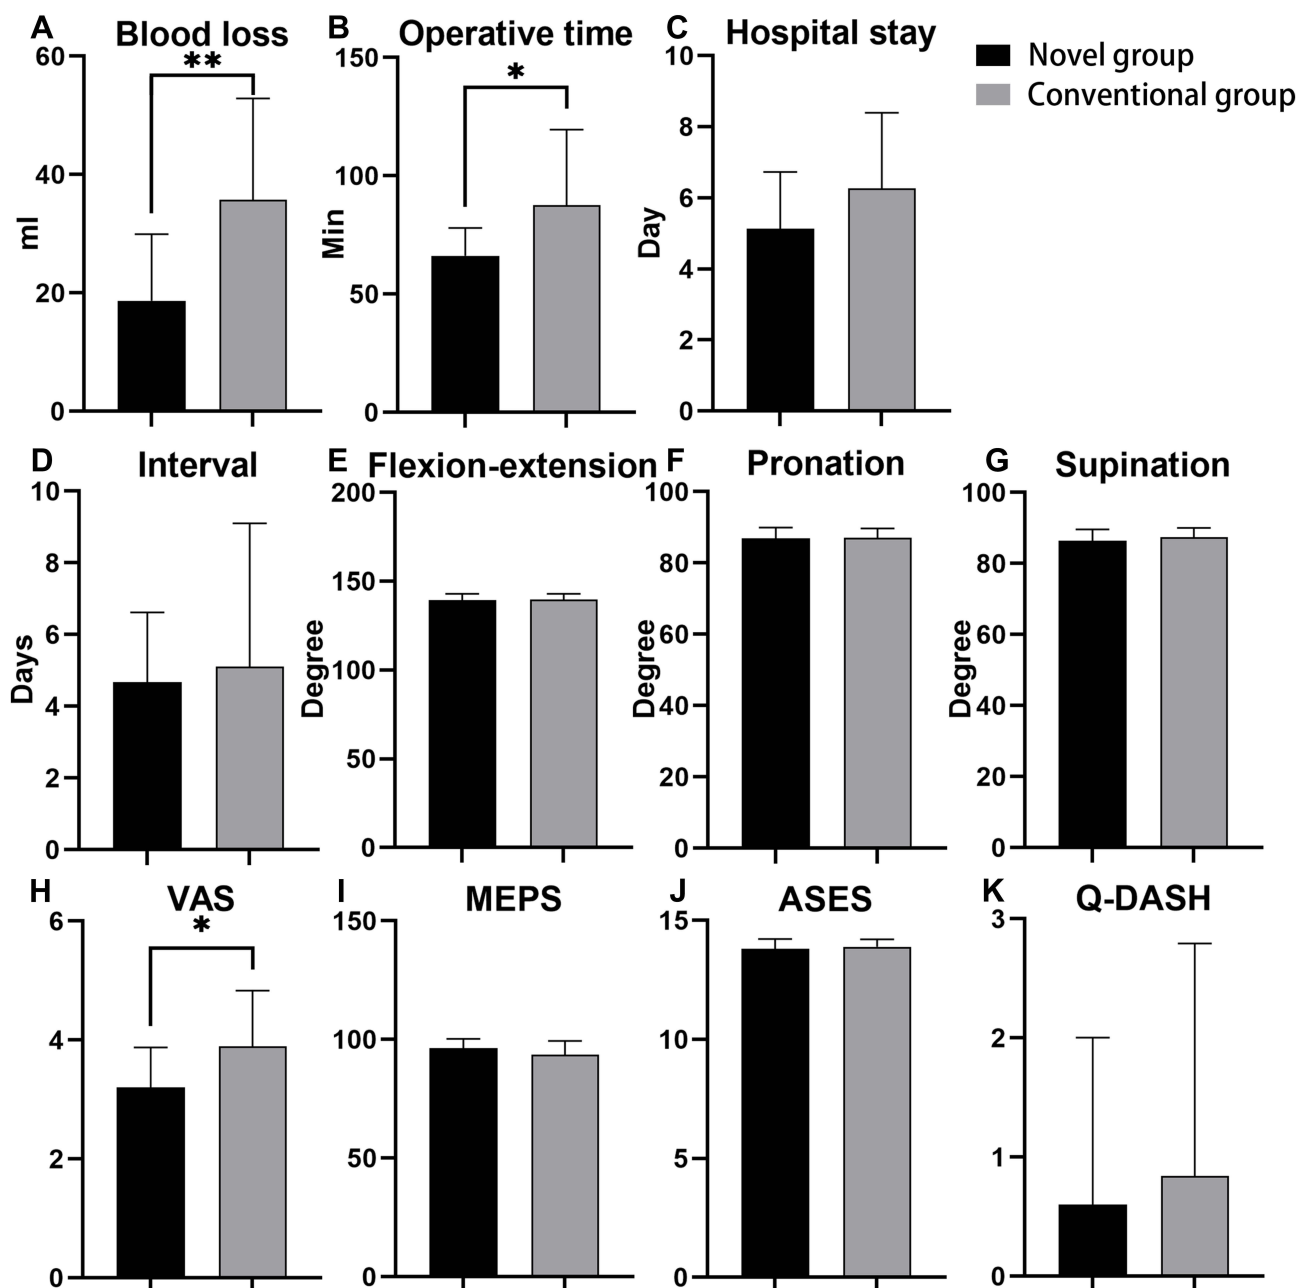 A Blood loss
60
40
20
0
ml
**
B Operative time
150
100
50
0
Min
*
C Hospital stay
10
8
6
4
2
0
Day
Novel group
Conventional group
D Interval
10
8
6
4
2
0
Days
E Flexion-extension
200
150
100
50
0
Degree
F Pronation
100
80
60
40
20
0
Degree
G Supination
100
80
60
40
20
0
Degree
H VAS
6
4
2
0
*
I MEPS
150
100
50
0
J ASES
15
10
5
0
K Q-DASH
3
2
1
0